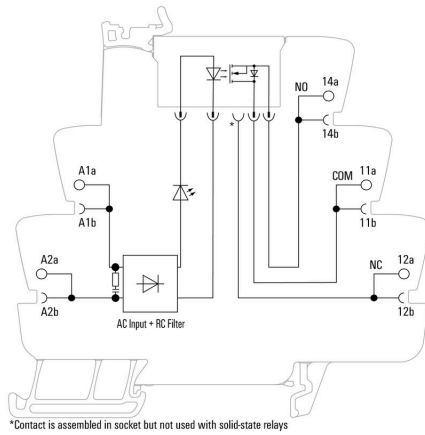 NO
14a
*
14b
A1a
COM
11a
A1b
11b
A2a
NC
12a
A2b
12b
AC Input + RC Filter
*Contact is assembled in socket but not used with solid-state relays